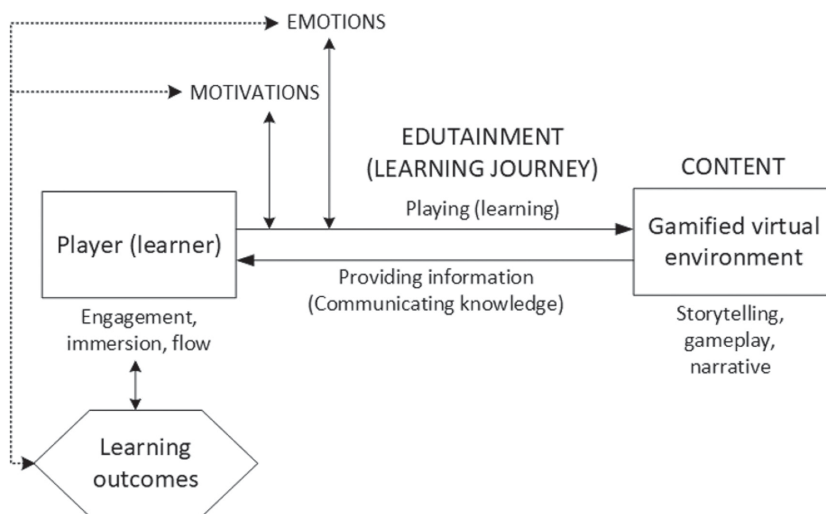 EMOTIONS
MOTIVATIONS
EDUTAINMENT
(LEARNING JOURNEY)
CONTENT
Playing (learning)
Player (learner)
Gamified virtual
environment
Providing information
(Communicating knowledge)
Engagement,
immersion, flow
Storytelling,
gameplay,
narrative
Learning
outcomes